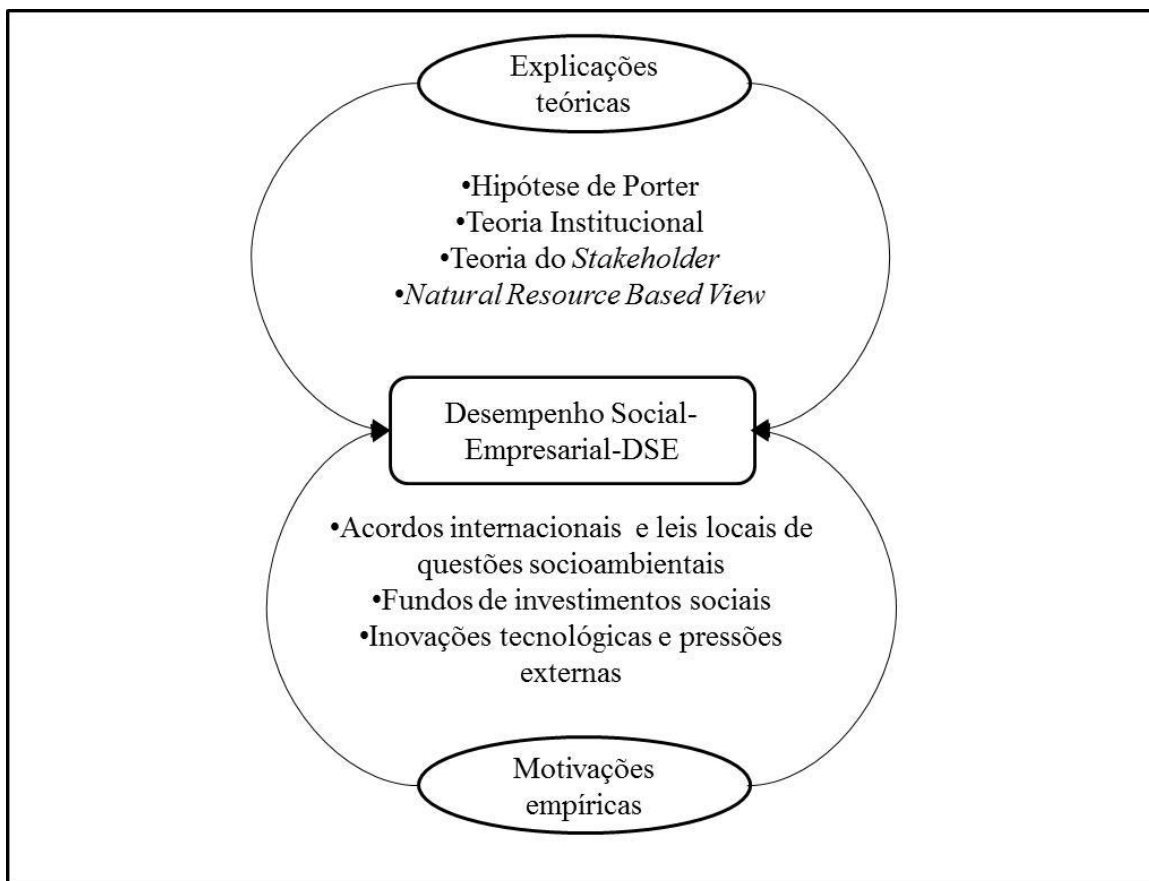 Explicações
teóricas
•Hipótese de Porter
•Teoria Institucional
•Teoria do Stakeholder
•Natural Resource Based View
Desempenho Social-
Empresarial-DSE
•Acordos internacionais e leis locais de
questões socioambientais
•Fundos de investimentos sociais
•Inovações tecnológicas e pressões
externas
Motivações
empíricas